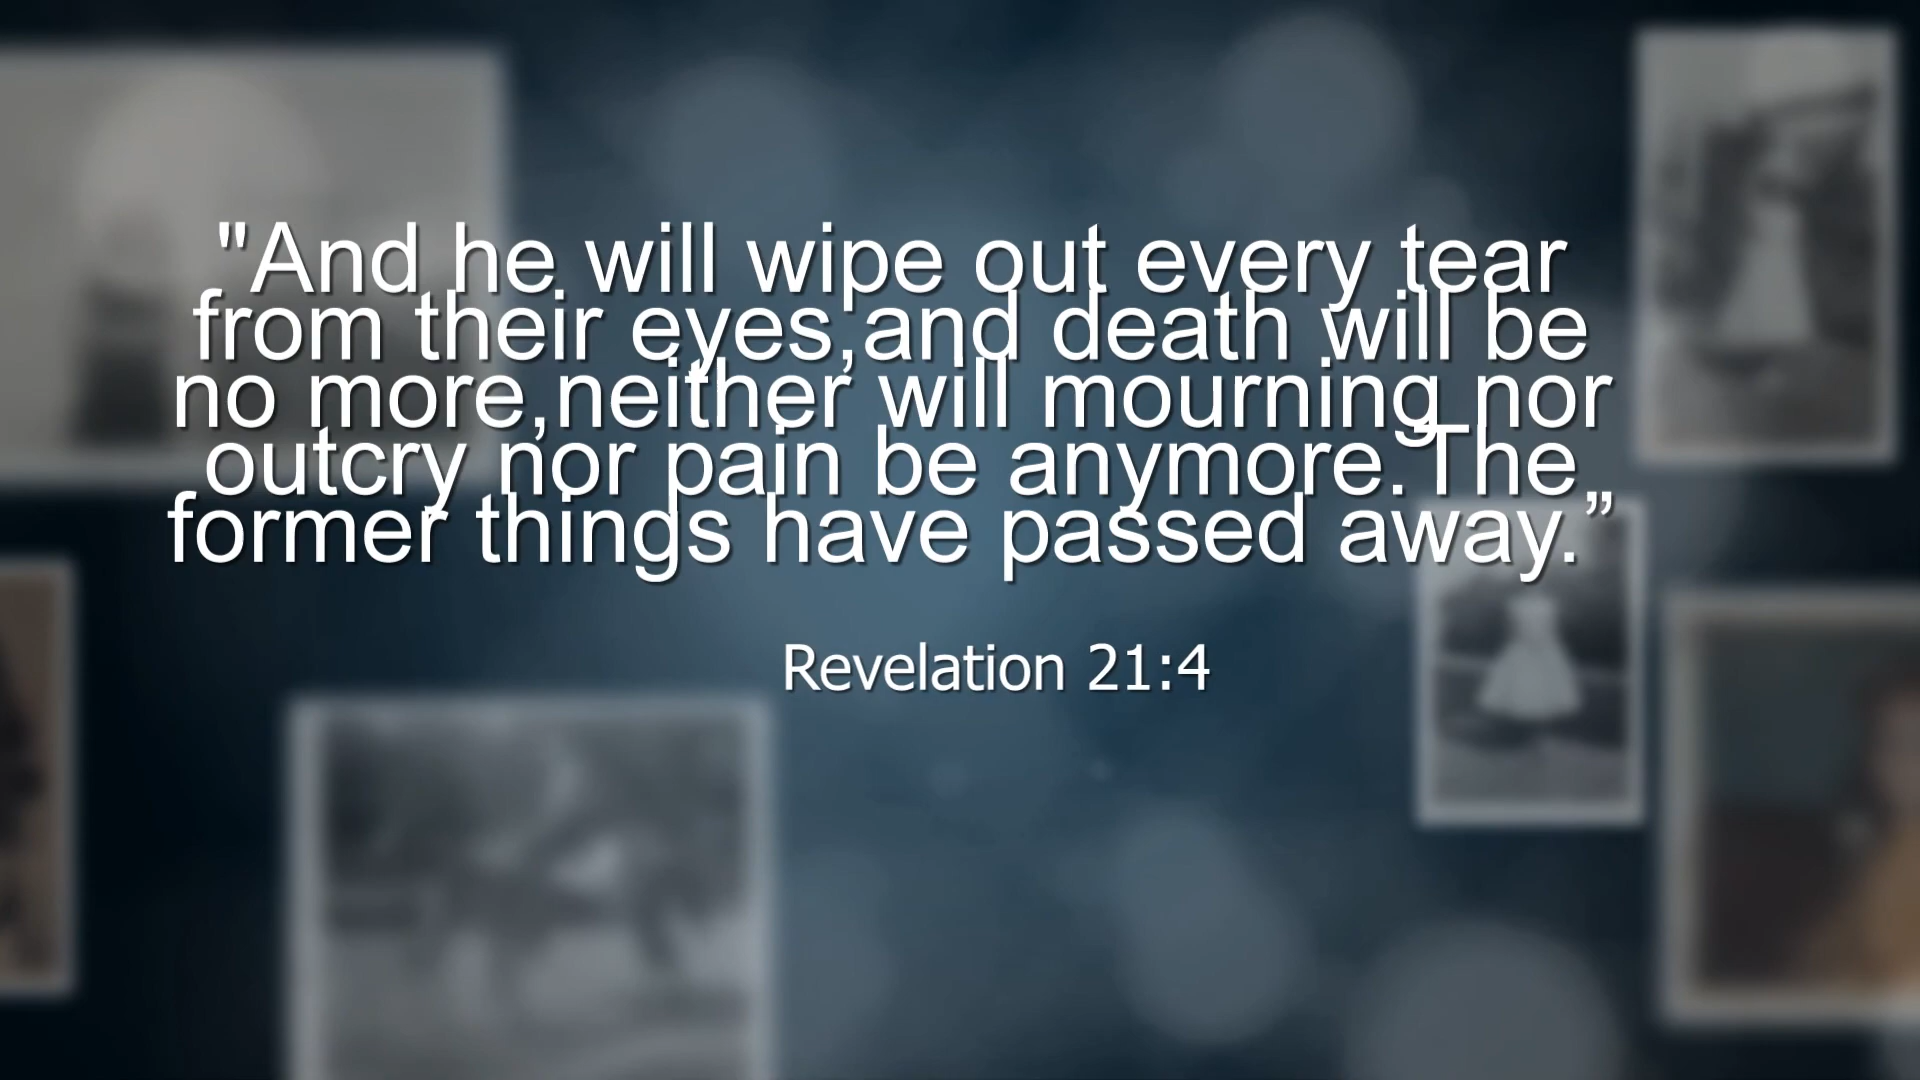 "And he will wipe out every tear
from their eyes,and death will be
no more,neither will mourning nor
outcry nor pain be anymore.The
former things have passed away.”
Revelation 21:4